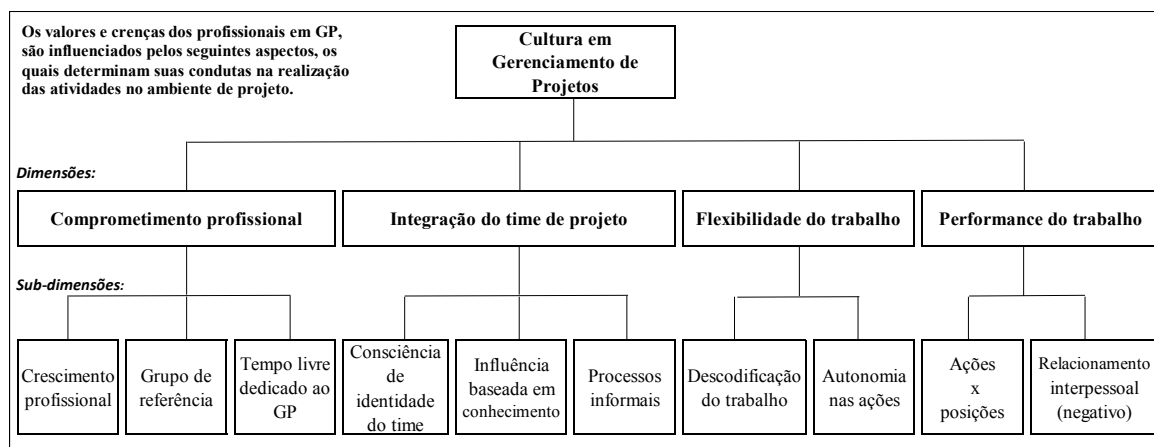 Os valores e crenças dos profissionais em GP,
são influenciados pelos seguintes aspectos, os
quais determinam suas condutas na realização
das atividades no ambiente de projeto.
Cultura em
Gerenciamento de
Projetos
Dimensões:
Comprometimento profissional
Integração do time de projeto
Flexibilidade do trabalho
Performance do trabalho
Sub-dimensões:
Crescimento
profissional
Grupo de
referência
Tempo livre
dedicado ao
GP
Consciência
de
identidade
do time
Influência
baseada em
conhecimento
Processos
informais
Descodificação
do trabalho
Autonomia
nas ações
Ações
x
posições
Relacionamento
interpessoal
(negativo)